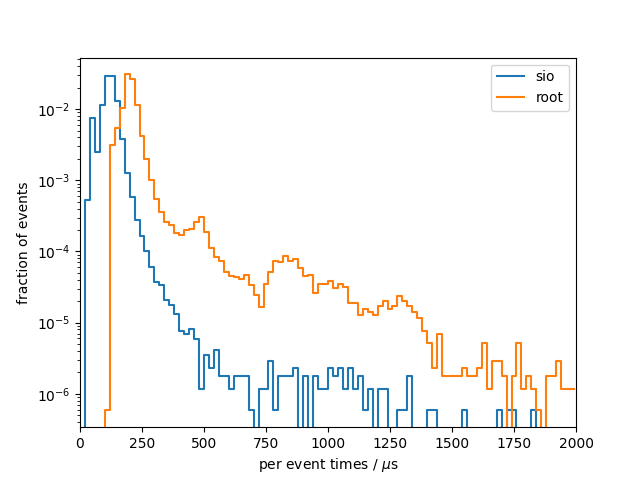 sio
root
10⁻²
10⁻³
10⁻⁴
10⁻⁵
10⁻⁶
fraction of events
0 250 500 750 1000 1250 1500 1750 2000
per event times / μs